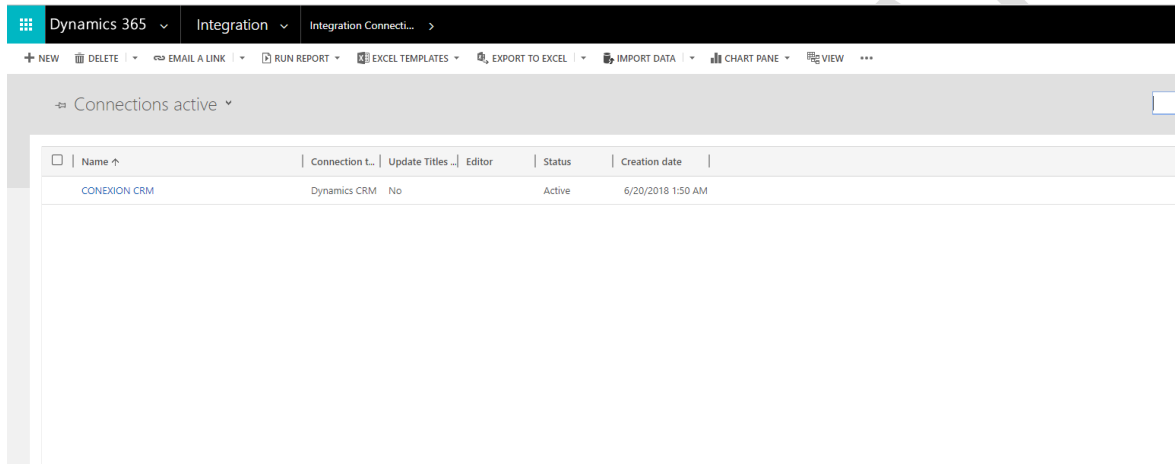 Dynamics 365 Integration Integration Connecti... >
+ NEW DELETE EMAIL A LINK RUN REPORT EXCEL TEMPLATES EXPORT TO EXCEL IMPORT DATA CHART PANE VIEW •••
Connections active
Name ↑ Connection t... Update Titles ... Editor Status Creation date
CONEXION CRM Dynamics CRM No Active 6/20/2018 1:50 AM